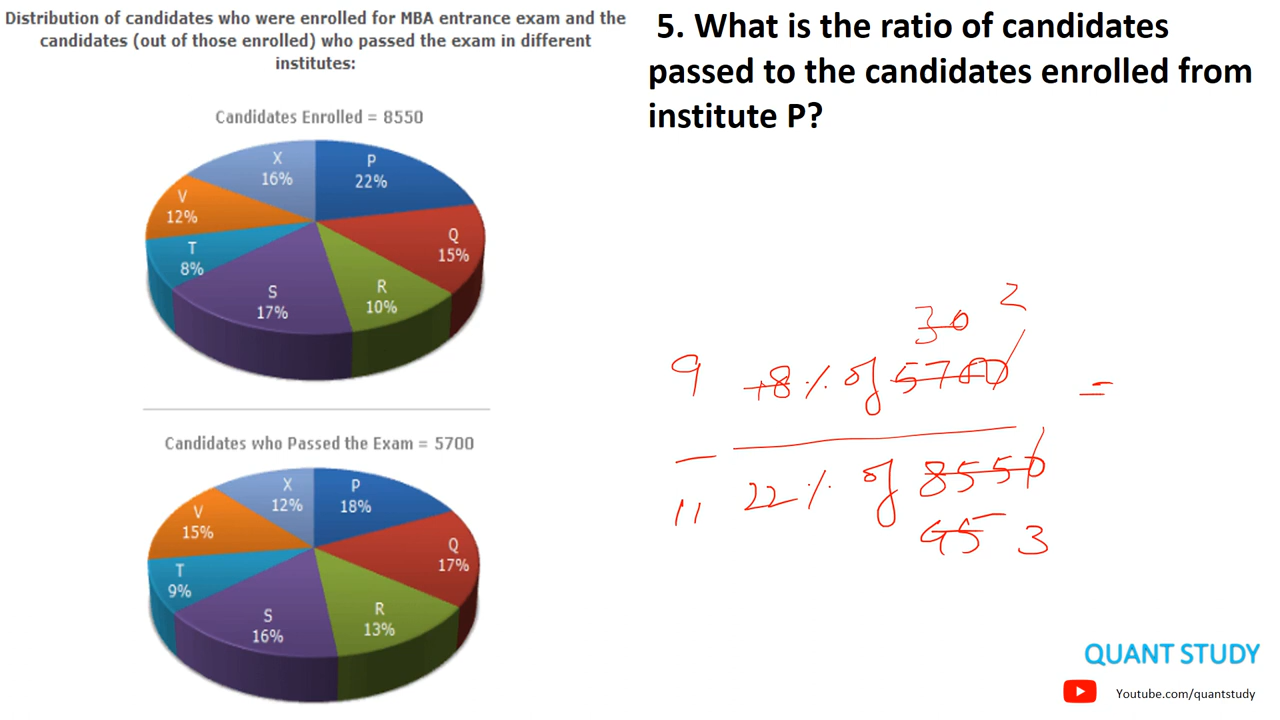 Distribution of candidates who were enrolled for MBA entrance exam and the
candidates (out of those enrolled) who passed the exam in different
institutes:
Candidates Enrolled = 8550
X
16%
P
22%
V
12%
Q
15%
T
8%
R
10%
S
17%
Candidates who Passed the Exam = 5700
X
12%
P
18%
V
15%
Q
17%
T
9%
R
13%
S
16%
5. What is the ratio of candidates
passed to the candidates enrolled from
institute P?
30 2
9 18% of 5700 =
11 22% of 8550
45 3
QUANT STUDY
Youtube.com/quantstudy